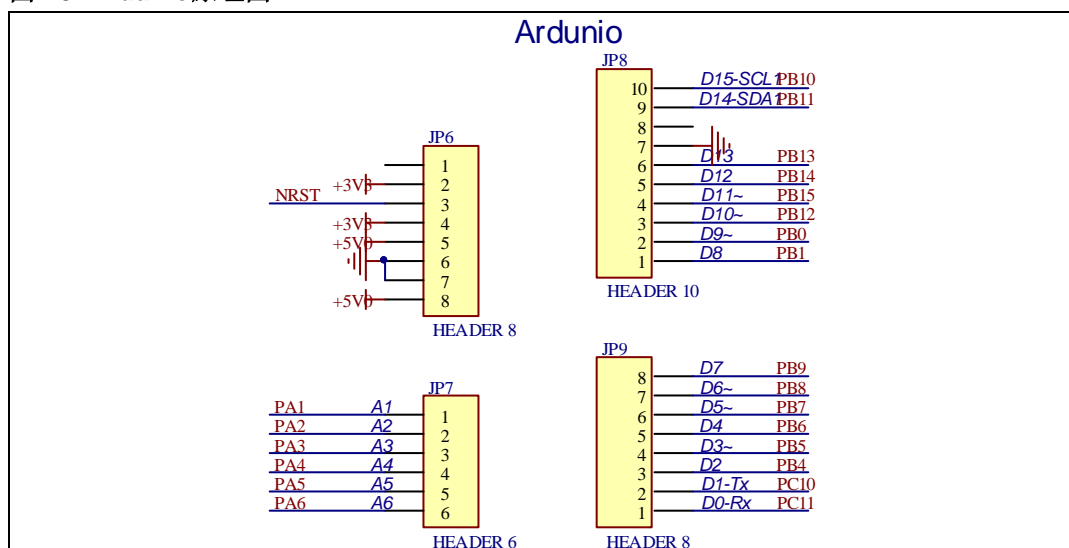 Ardunio
JP6
1
+3V3 2
NRST 3
+3V3 4
+5V0 5
6
7
+5V0 8
HEADER 8
JP7
PA1 A1 1
PA2 A2 2
PA3 A3 3
PA4 A4 4
PA5 A5 5
PA6 A6 6
HEADER 6
JP8
10 D15-SCL1 PB10
9 D14-SDA1 PB11
8
7
6 D13 PB13
5 D12 PB14
4 D11~ PB15
3 D10~ PB12
2 D9~ PB0
1 D8 PB1
HEADER 10
JP9
8 D7 PB9
7 D6~ PB8
6 D5~ PB7
5 D4 PB6
4 D3~ PB5
3 D2 PB4
2 D1-Tx PC10
1 D0-Rx PC11
HEADER 8